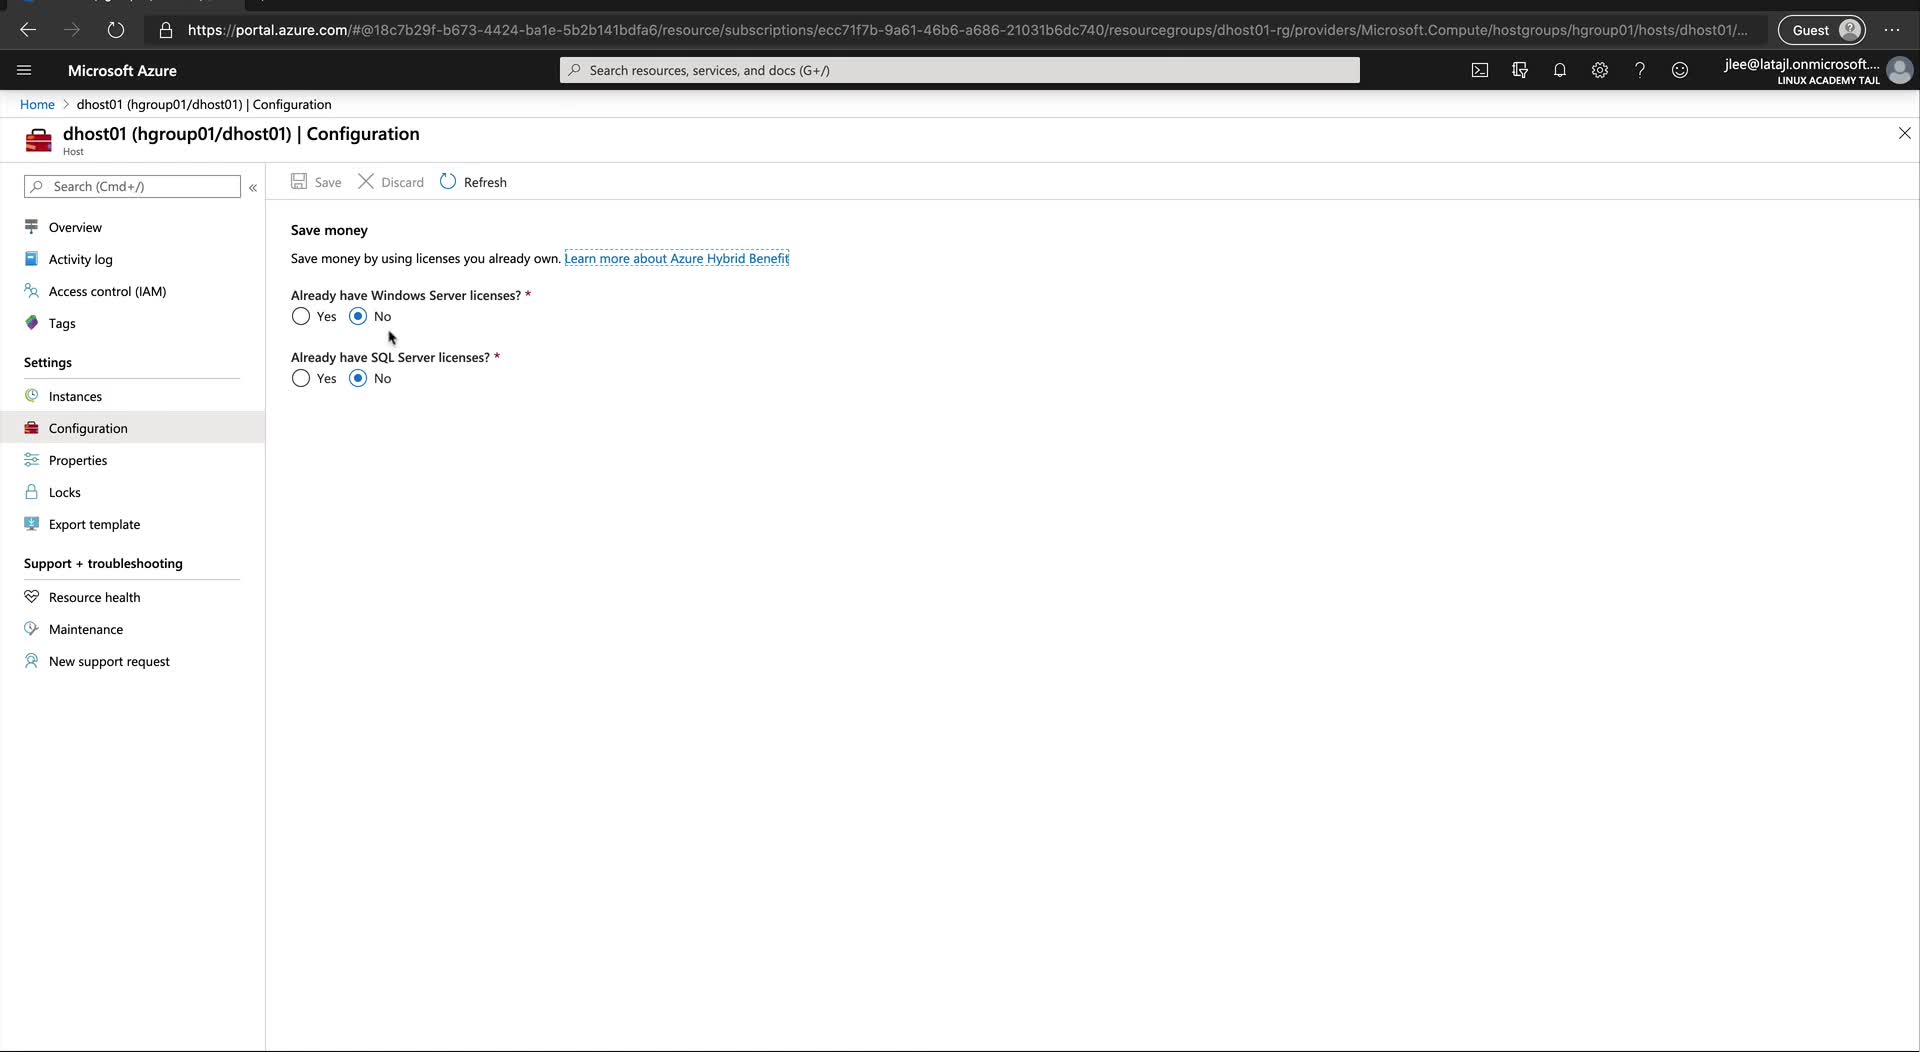 https://portal.azure.com/#@18c7b29f-b673-4424-ba1e-5b2b141bdfa6/resource/subscriptions/ecc71f7b-9a61-46b6-a686-21031b6dc740/resourcegroups/dhost01-rg/providers/Microsoft.Compute/hostgroups/hgroup01/hosts/dhost01/...
Guest
Microsoft Azure
Search resources, services, and docs (G+/)
jlee@latajl.onmicrosoft....
LINUX ACADEMY TAJL
Home > dhost01 (hgroup01/dhost01) | Configuration
dhost01 (hgroup01/dhost01) | Configuration
Host
Search (Cmd+/)
«
Save
Discard
Refresh
Overview
Activity log
Access control (IAM)
Tags
Settings
Instances
Configuration
Properties
Locks
Export template
Support + troubleshooting
Resource health
Maintenance
New support request
Save money
Save money by using licenses you already own. Learn more about Azure Hybrid Benefit
Already have Windows Server licenses? *
Yes No
Already have SQL Server licenses? *
Yes No